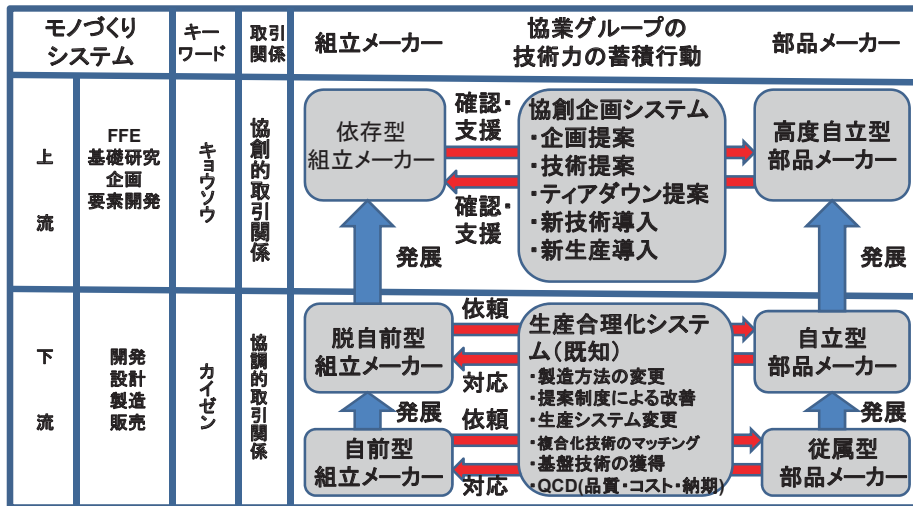 モノづくり
システム
キー
ワード
取引
関係
組立メーカー
協業グループの
技術力の蓄積行動
部品メーカー
上
流
FFE
基礎研究
企画
要素開発
キョウソウ
協創的取引関係
依存型
組立メーカー
確認・
支援
確認・
支援
協創企画システム
・企画提案
・技術提案
・ティアダウン提案
・新技術導入
・新生産導入
高度自立型
部品メーカー
発展
発展
下
流
開発
設計
製造
販売
カイゼン
協調的取引関係
脱自前型
組立メーカー
依頼
対応
生産合理化システ
ム(既知)
・製造方法の変更
・提案制度による改善
・生産システム変更
・複合化技術のマッチング
・基盤技術の獲得
・QCD(品質・コスト・納期)
自立型
部品メーカー
発展
依頼
発展
自前型
組立メーカー
対応
従属型
部品メーカー